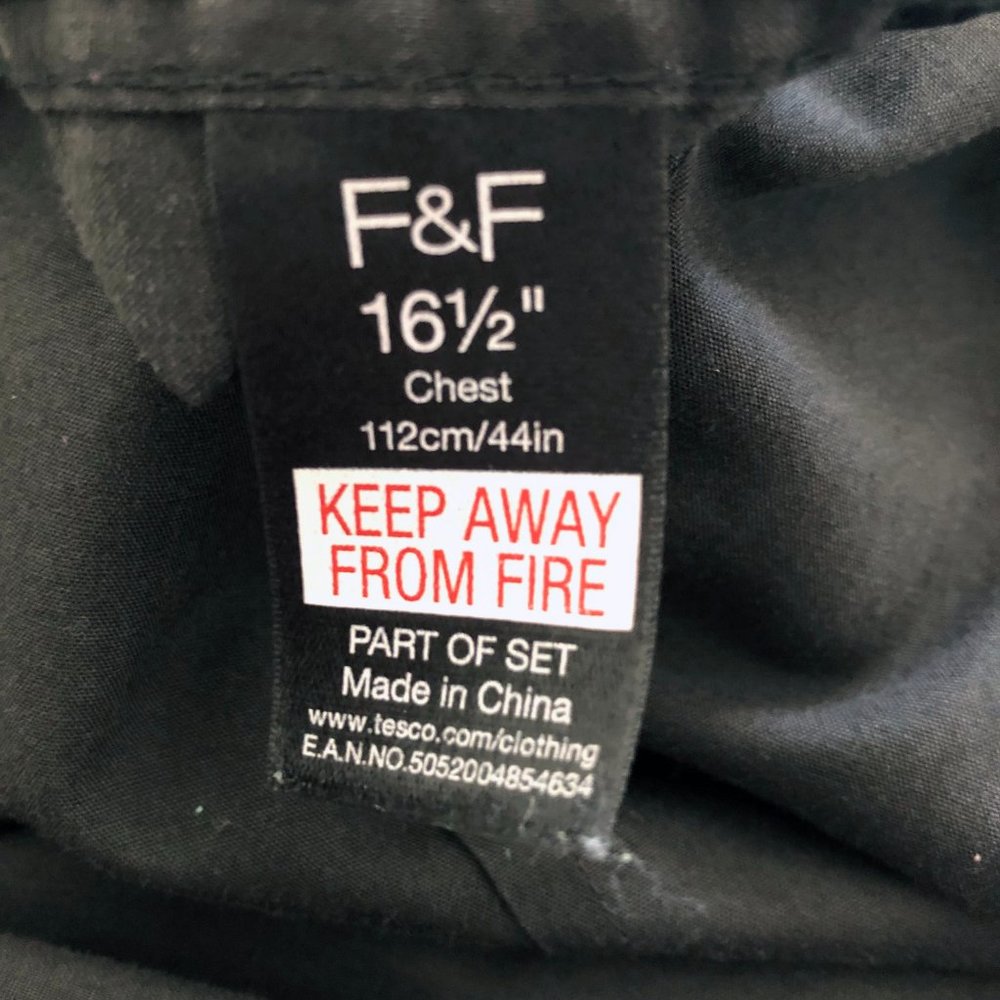 F&F
16½"
Chest
112cm/44in
KEEP AWAY
FROM FIRE
PART OF SET
Made in China
www.tesco.com/clothing
E.A.N.NO.5052004854634